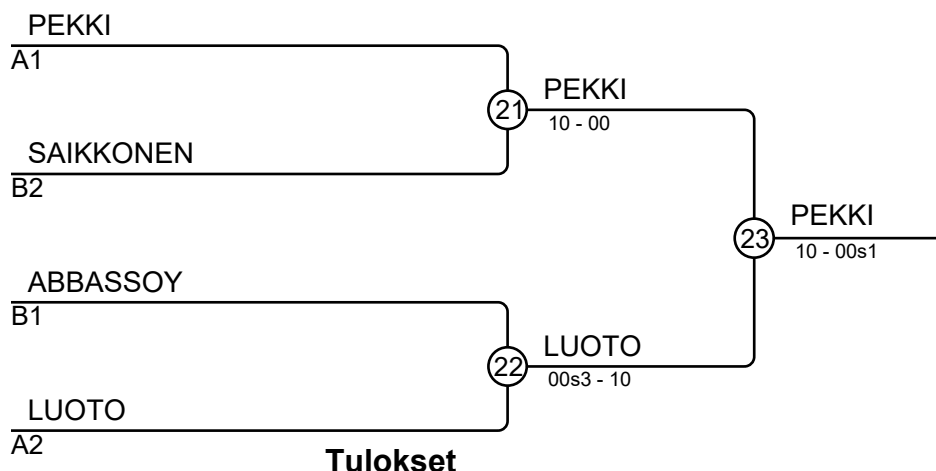 PEKKI
A1
21
PEKKI
10 - 00
SAIKKONEN
B2
23
PEKKI
10 - 00s1
ABBASSOY
B1
22
LUOTO
00s3 - 10
LUOTO
A2
Tulokset